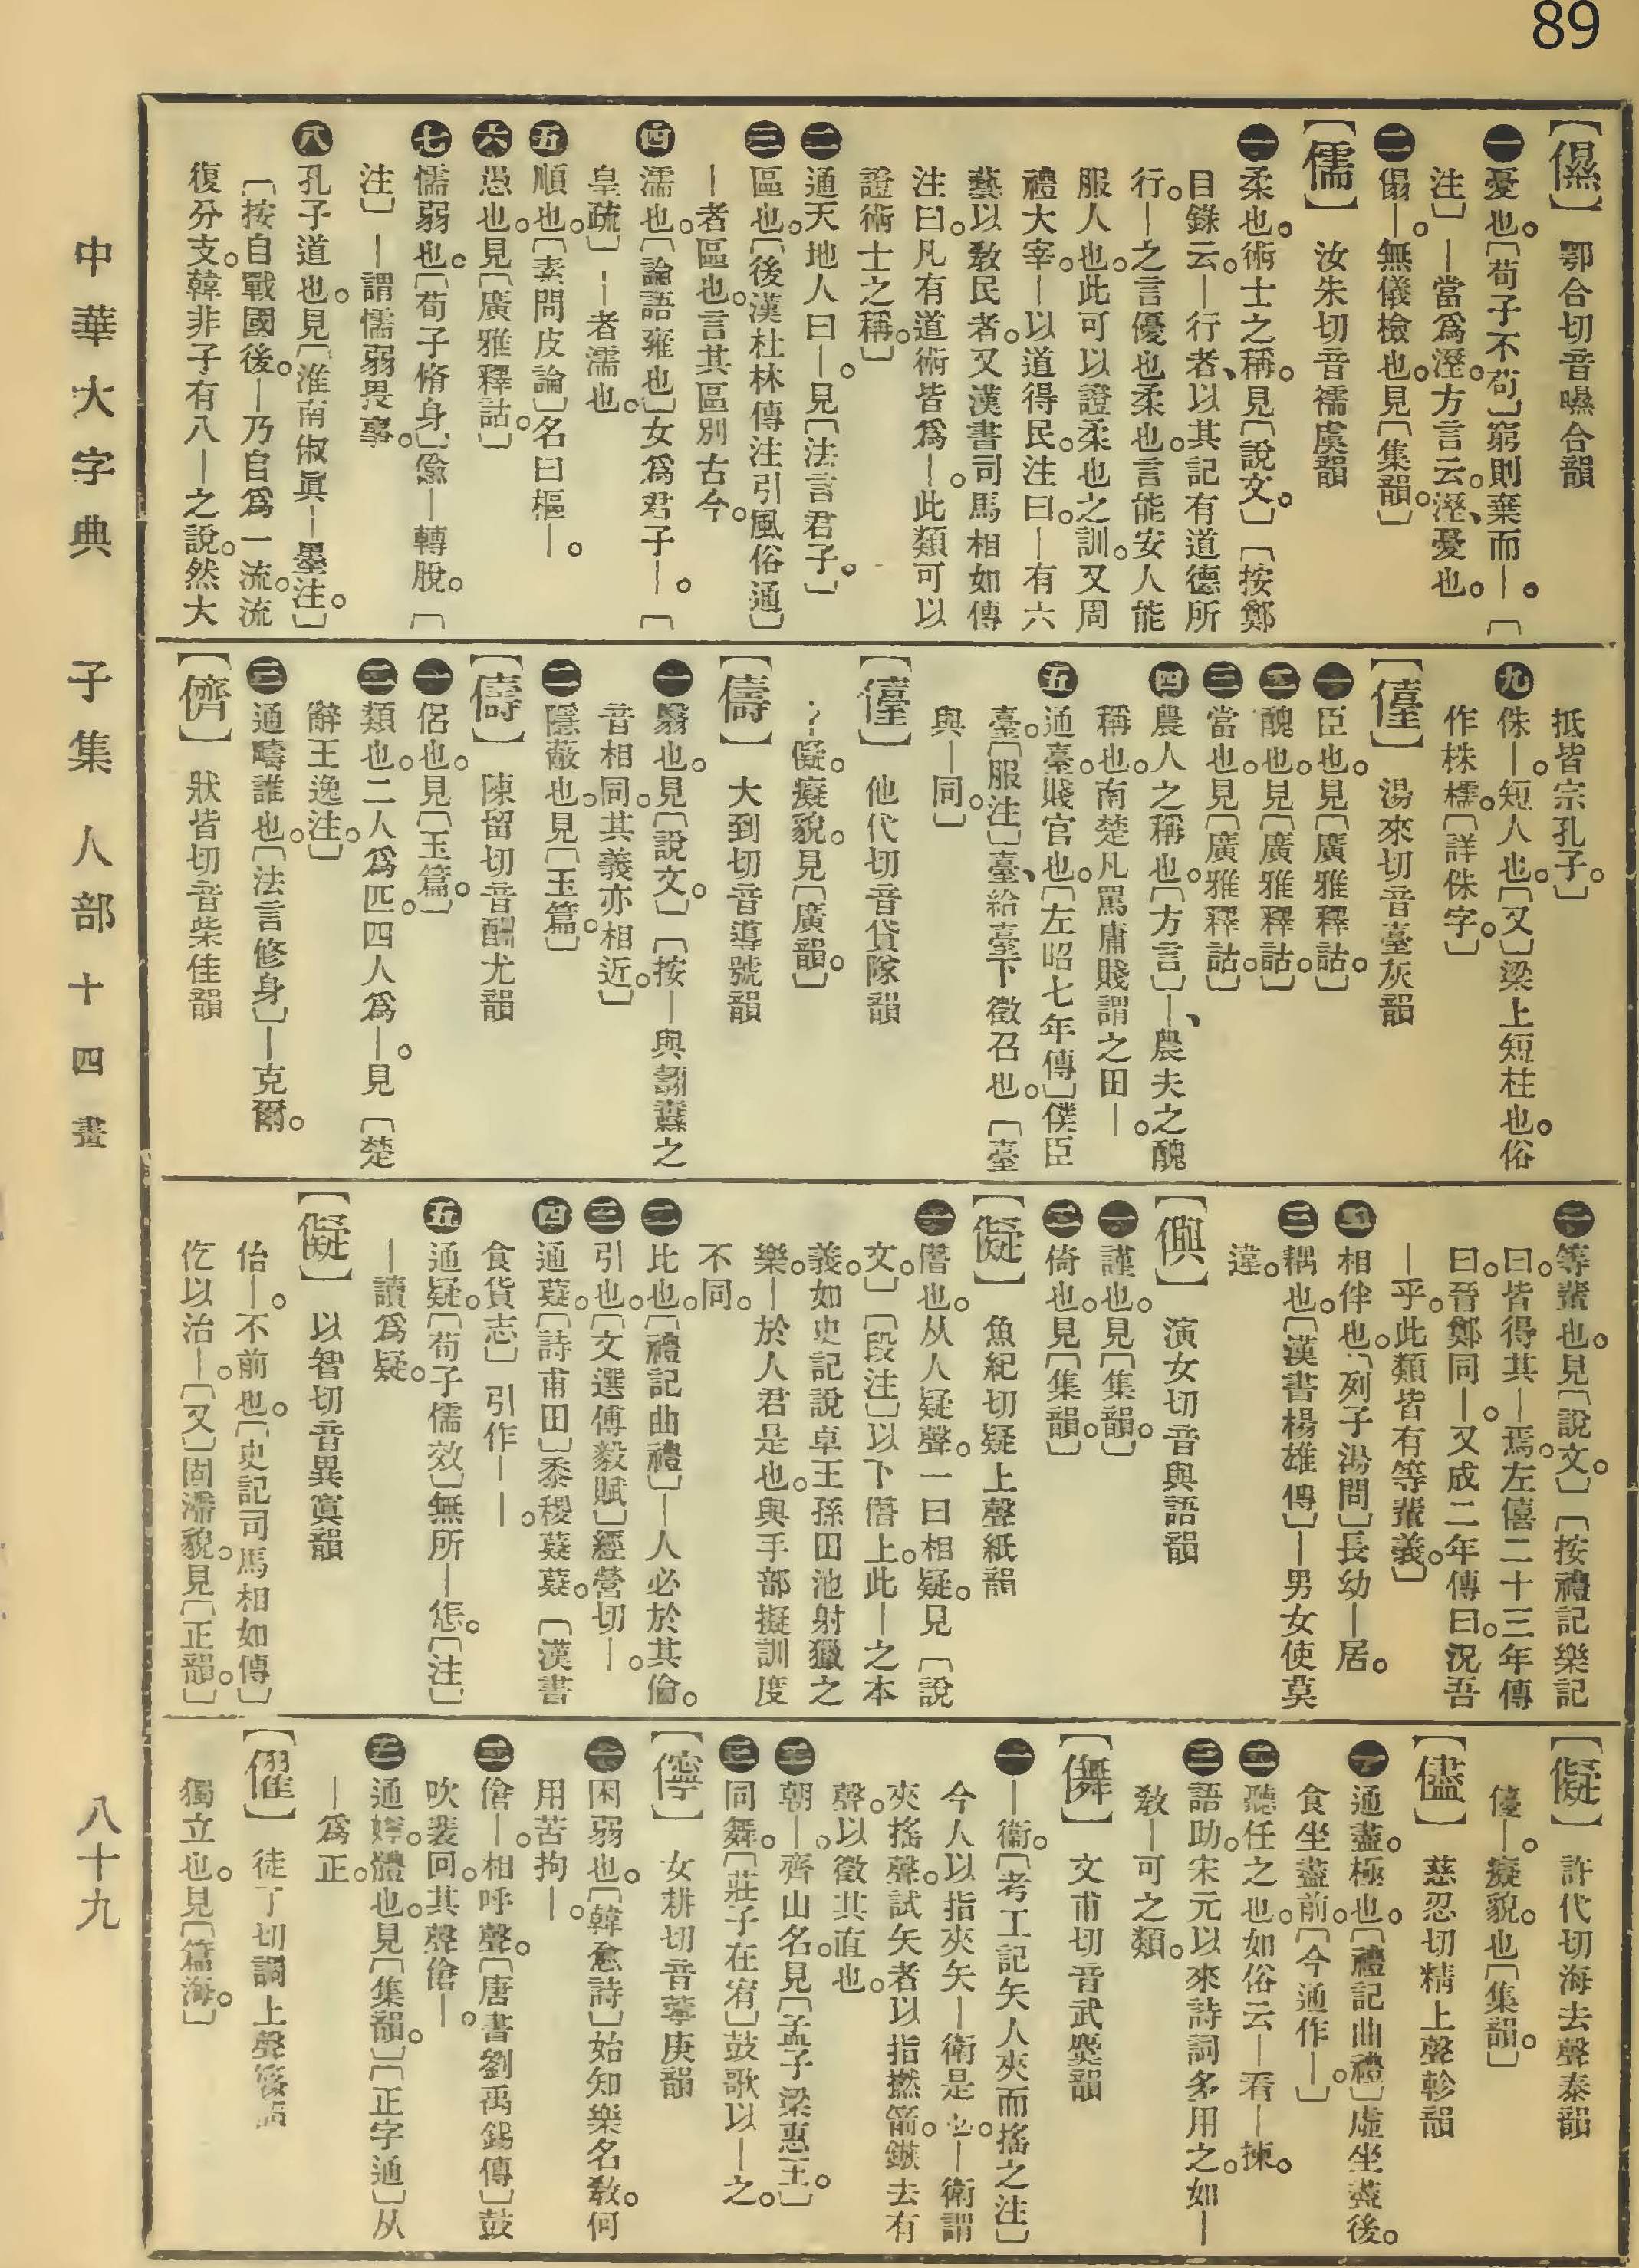 89
【儑】鄂合切音㬤合韻
㊀憂也。〔荀子不苟〕窮則棄而—。〔
注〕—當爲溼。方言云。溼、憂也。
㊁傝—。無儀檢也。見〔集韻。〕
【儒】汝朱切音襦虞韻
㊀柔也。術士之稱。見〔說文。〕〔按鄭
目錄云。—行者、以其記有道德所
行。—之言優也柔也。言能安人能
服人也。此可以證柔也之訓。又周
禮大宰。—以道得民。注曰。—有六
藝以敎民者。又漢書司馬相如傳
注曰。凡有道術皆爲—。此類可以
證術士之稱。〕
㊁通天地人曰—。見〔法言君子。〕
㊂區也。〔後漢杜林傳注引風俗通〕
—者區也。言其區別古今。
㊃濡也。〔論語雍也〕女爲君子—。〔
皇疏〕—者濡也。
㊄順也。〔素問皮論〕名曰樞—。
㊅愚也。見〔廣雅釋詁。〕
㊆懦弱也。〔荀子脩身〕偸—轉脫。〔
注〕—謂懦弱畏事。
㊇孔子道也。見〔淮南俶眞—墨注。〕
〔按自戰國後。—乃自爲一流。流
復分支。韓非子有八—之說。然大
抵皆宗孔子。〕
㊈侏—。短人也。〔又〕梁上短柱也。俗
作株檽。〔詳侏字。〕
【儓】湯來切音臺灰韻
㊀臣也。見〔廣雅釋詁。〕
㊁醜也。見〔廣雅釋詁。〕
㊂當也。見〔廣雅釋詁。〕
㊃農人之稱也。〔方言〕—、農夫之醜
稱也。南楚凡罵庸賤謂之田—。
㊄通臺。賤官也。〔左昭七年傳〕僕臣
臺。〔服注〕臺、給臺下徵召也。〔臺
與—同。〕
【儓】他代切音貸隊韻
?—儗。癡貌。見〔廣韻。〕
【儔】大到切音導號韻
㊀翳也。見〔說文。〕〔按—與翿纛之
音相同。其義亦相近。〕
㊁隱蔽也。見〔玉篇。〕
【儔】陳留切音酬尤韻
㊀侶也。見〔玉篇。〕
㊁類也。二人爲匹。四人爲—。見〔楚
辭王逸注。〕
㊂通疇。誰也。〔法言修身〕—克爾。
【儕】狀皆切音柴佳韻
㊀等輩也。見〔說文。〕〔按禮記樂記
曰。皆得其—焉。左僖二十三年傳
曰。晉鄭同—。又成二年傳曰。況吾
—乎。此類皆有等輩義。〕
㊁相伴也。〔列子湯問〕長幼—居。
㊂耦也。〔漢書楊雄傳〕—男女使莫
違。
【㒜】演女切音與語韻
㊀謹也。見〔集韻。〕
㊁倚也。見〔集韻。〕
【儗】魚紀切疑上聲紙韻
㊀僭也。从人疑聲。一曰相疑。見〔說
文。〕〔段注〕以下僭上。此—之本
義。如史記說卓王孫田池射獵之
樂。—於人君是也。與手部擬訓度
不同。
㊁比也。〔禮記曲禮〕—人必於其倫。
㊂引也。〔文選傅毅賦〕經營切—。
㊃通薿。〔詩甫田〕黍稷薿薿。〔漢書
食貨志〕引作——。
㊄通疑。〔荀子儒效〕無所—怎。〔注〕
—讀爲疑。
【儗】以智切音異寘韻
佁—。不前也。〔史記司馬相如傳〕
仡以治—。〔又〕固滯貌。見〔正韻。〕
【儗】許代切海去聲泰韻
儓—。癡貌。也〔集韻。〕
【儘】慈忍切精上聲軫韻
㊀通盡。極也。〔禮記曲禮〕虛坐盡後。
食坐盡前。〔今通作—。〕
㊁聽任之也。如俗云—看—揀。
㊂語助。宋元以來詩詞多用之。如—
敎—可之類。
【儛】文甫切音武麌韻
㊀—衞。〔考工記矢人夾而搖之注〕
今人以指夾矢—衛是也。—衛謂
夾搖聲。試矢者以指撚箭。鏃去有
聲。以徵其直也。
㊁朝—。齊山名。見〔孟子梁惠王。〕
㊂同舞。〔莊子在宥〕鼓歌以—之。
【儜】女耕切音薴庚韻
㊀困弱也。〔韓愈詩〕始知樂名敎。何
用苦拘—。
㊁傖—。相呼聲。〔唐書劉禹錫傳〕鼓
吹裴回。其聲傖—。
㊂通嬣。體也。見〔集韻。〕〔正字通〕从
—爲正。
【㒛】徒了切調上聲篠韻
獨立也。見〔篇海。〕
中華大字典 子集 人部十四畫 八十九